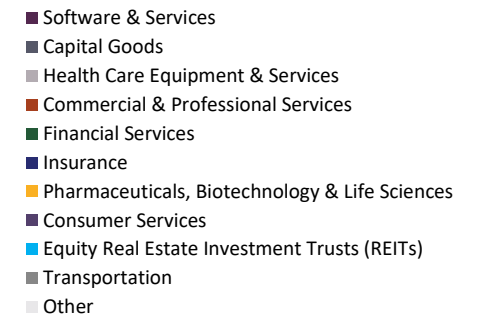 Software & Services
Capital Goods
Health Care Equipment & Services
Commercial & Professional Services
Financial Services
Insurance
Pharmaceuticals, Biotechnology & Life Sciences
Consumer Services
Equity Real Estate Investment Trusts (REITs)
Transportation
Other